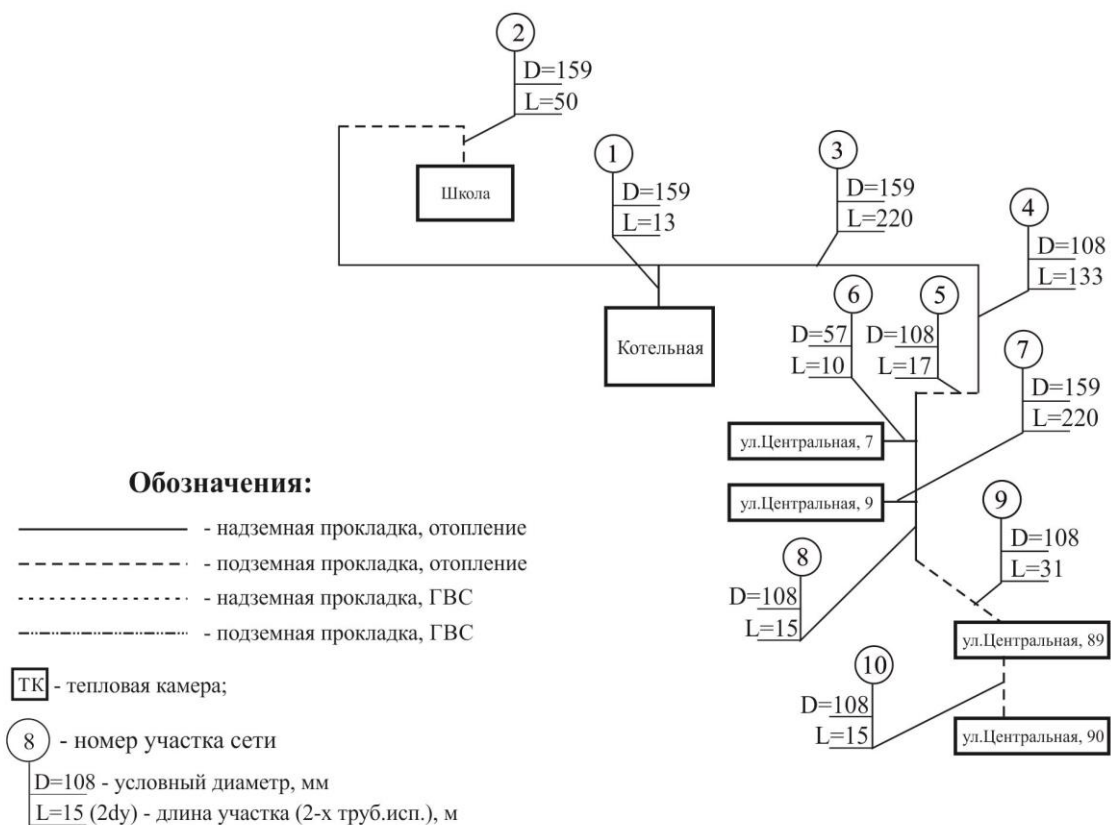 2
D=159
L=50
Школа
1
D=159
L=13
3
D=159
L=220
4
D=108
L=133
Котельная
6
D=57
L=10
5
D=108
L=17
7
D=159
L=220
ул.Центральная, 7
ул.Центральная, 9
9
D=108
L=31
8
D=108
L=15
ул.Центральная, 89
10
D=108
L=15
ул.Центральная, 90
Обозначения:
- надземная прокладка, отопление
- подземная прокладка, отопление
- надземная прокладка, ГВС
- подземная прокладка, ГВС
ТК - тепловая камера;
8 - номер участка сети
D=108 - условный диаметр, мм
L=15 (2dy) - длина участка (2-х труб.исп.), м